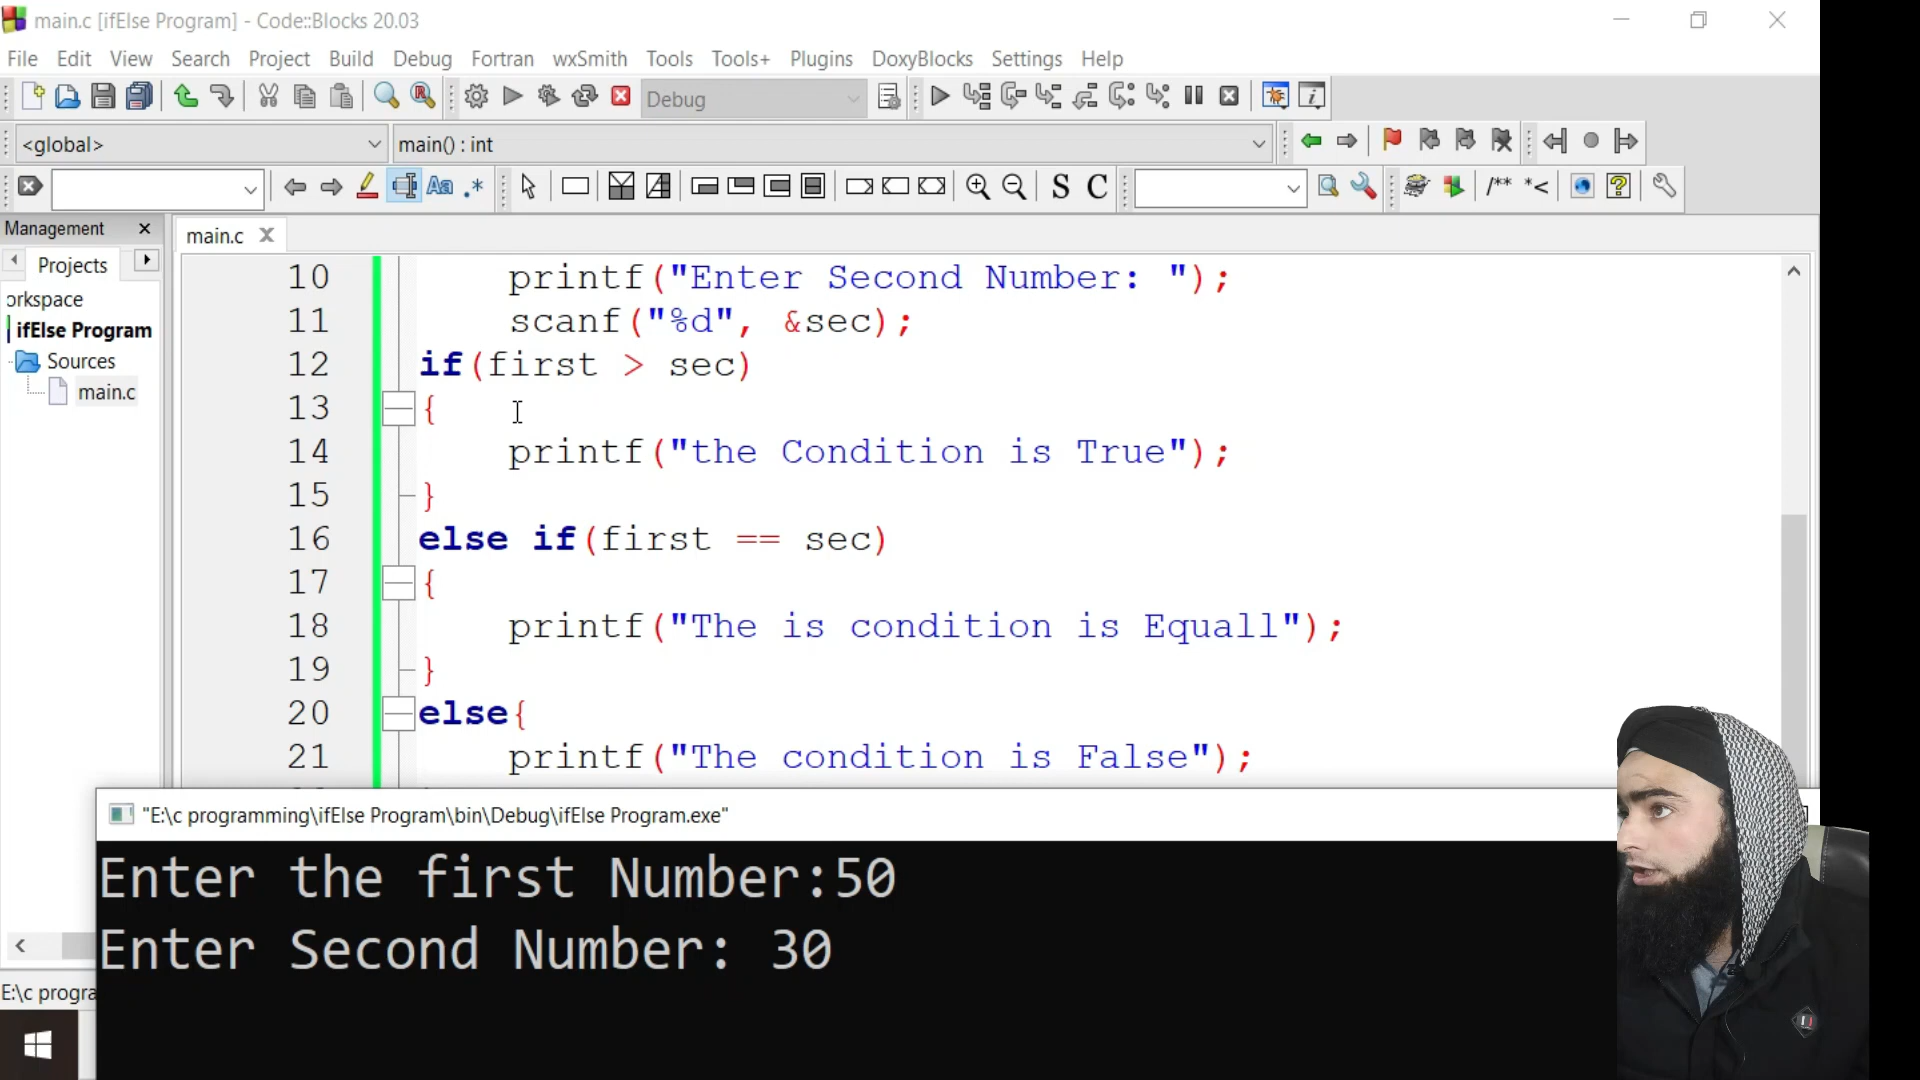 main.c [ifElse Program] - Code::Blocks 20.03
File Edit View Search Project Build Debug Fortran wxSmith Tools Tools+ Plugins DoxyBlocks Settings Help
Debug
<global> main() : int
Aa .* S C /** *<
Management
main.c
Projects
orkspace
ifElse Program
Sources
main.c
10 printf("Enter Second Number: ");
11 scanf("%d", &sec);
12 if(first > sec)
13 {
14 printf("the Condition is True");
15 }
16 else if(first == sec)
17 {
18 printf("The is condition is Equall");
19 }
20 else{
21 printf("The condition is False");
"E:\c programming\ifElse Program\bin\Debug\ifElse Program.exe"
Enter the first Number:50
Enter Second Number: 30
E:\c progra